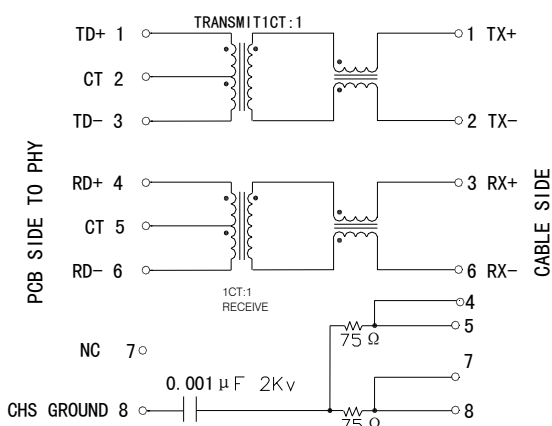 TRANSMIT1CT:1
TD+ 1
1 TX+
CT 2
TD- 3
2 TX-
PCB SIDE TO PHY
CABLE SIDE
RD+ 4
3 RX+
CT 5
RD- 6
6 RX-
1CT:1
RECEIVE
4
5
75 Ω
NC 7
7
0.001μF 2Kv
CHS GROUND 8
8
75 Ω